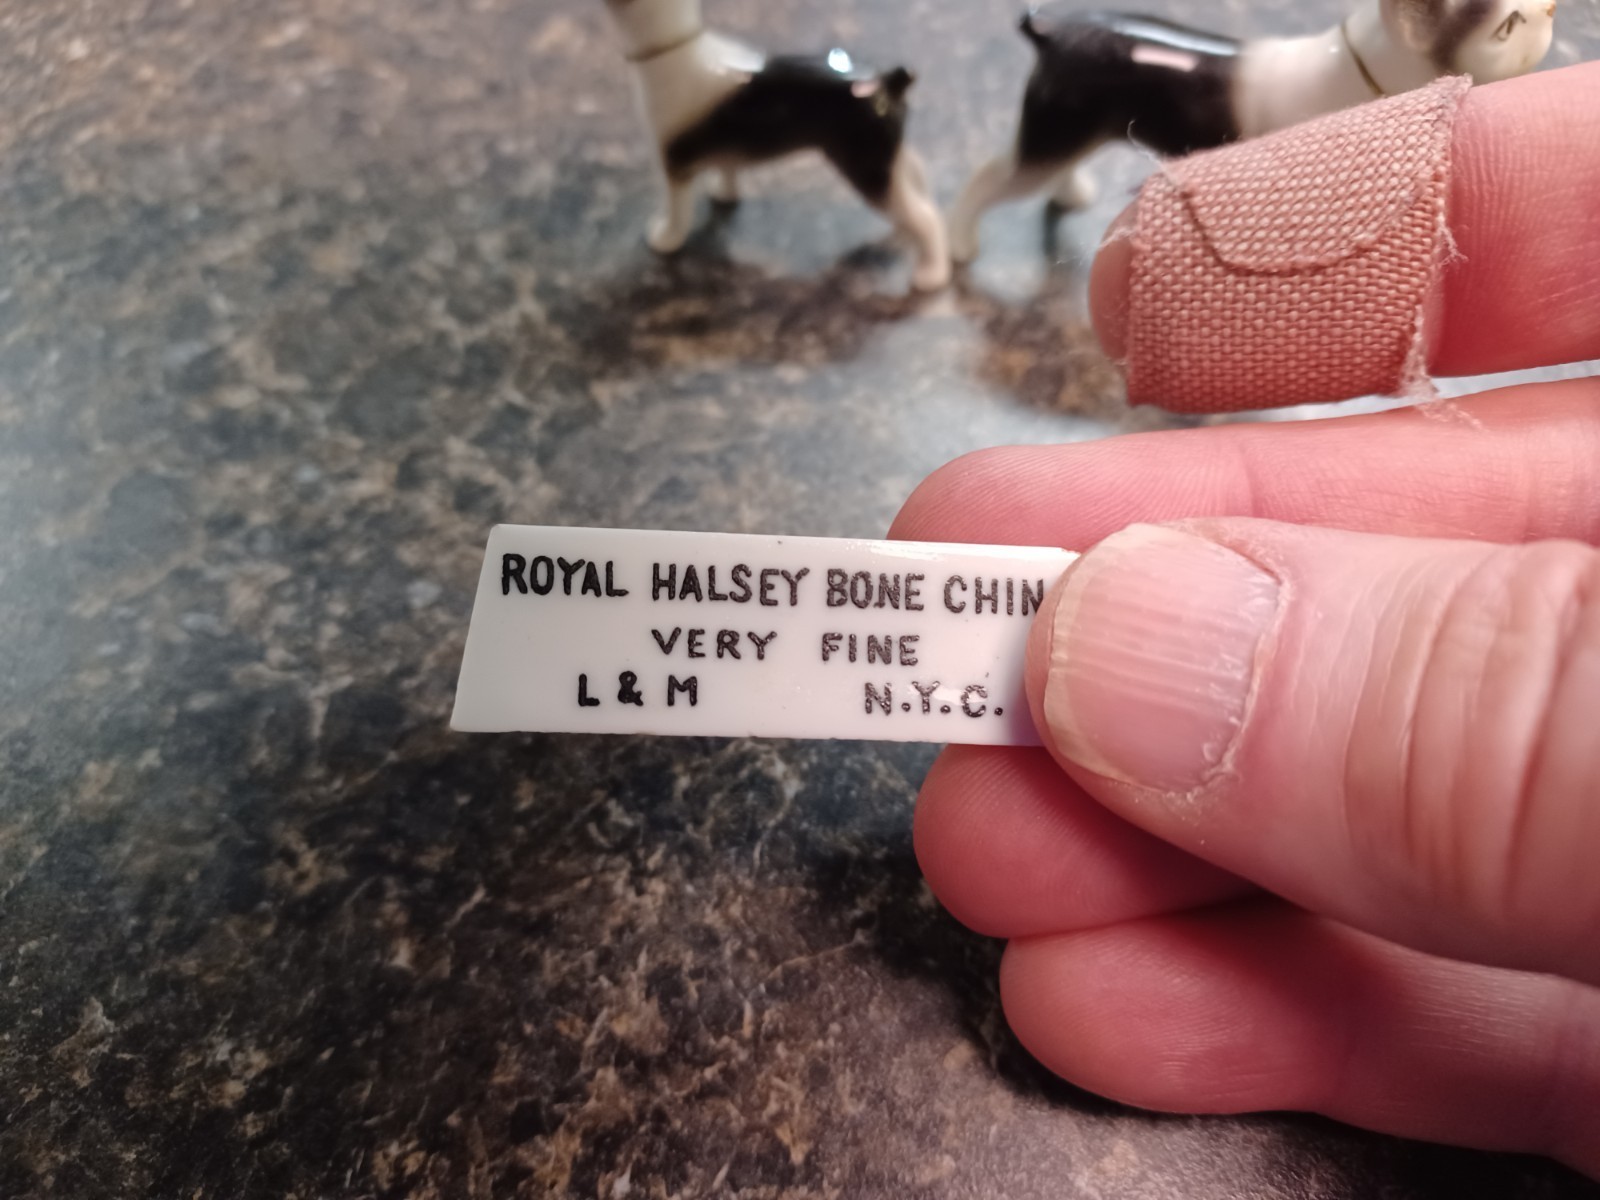 ROYAL HALSEY BONE CHIN
VERY FINE
L & M N.Y.C.